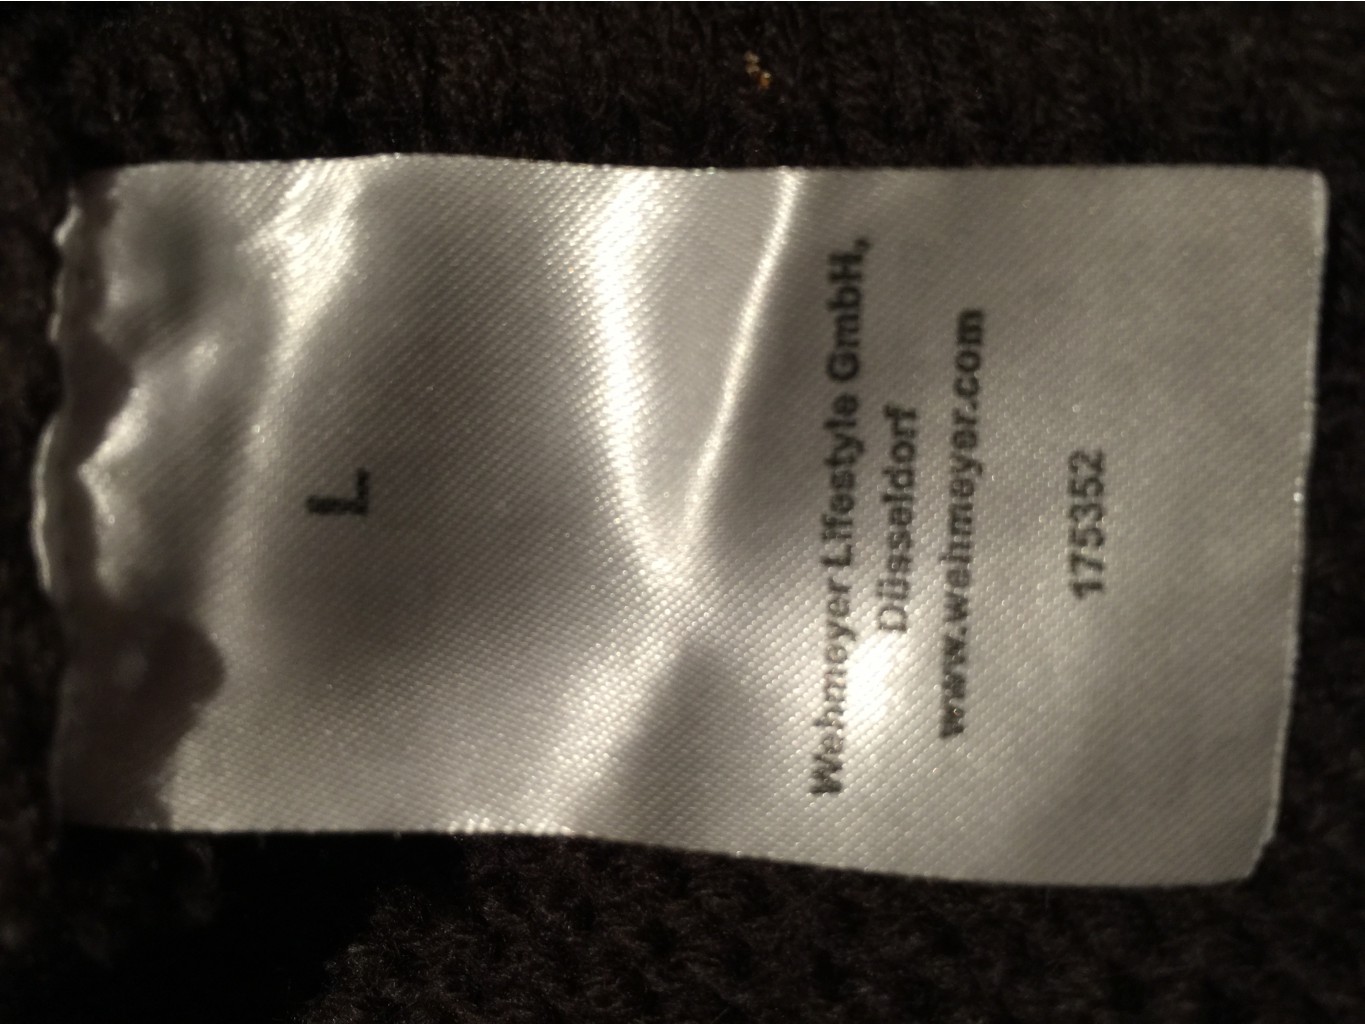 L
Wehmeyer Lifestyle GmbH,
Düsseldorf
www.wehmeyer.com
175352